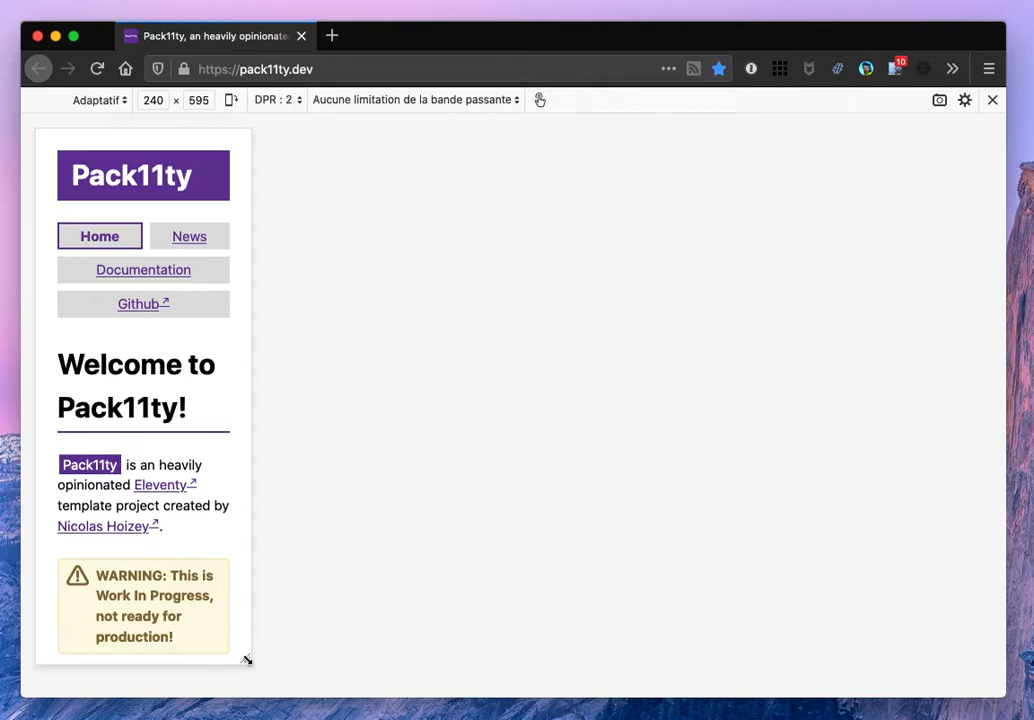 Pack11ty, an heavily opinionate
https://pack11ty.dev
10
Adaptatif
240 × 595
DPR : 2
Aucune limitation de la bande passante
Pack11ty
Home
News
Documentation
Github
Welcome to
Pack11ty!
Pack11ty is an heavily
opinionated Eleventy
template project created by
Nicolas Hoizey.
WARNING: This is
Work In Progress,
not ready for
production!